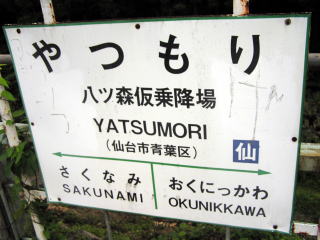 やつもり
八ツ森仮乗降場
YATSUMORI
(仙台市青葉区)
仙
さくなみ
SAKUNAMI
おくにっかわ
OKUNIKKAWA